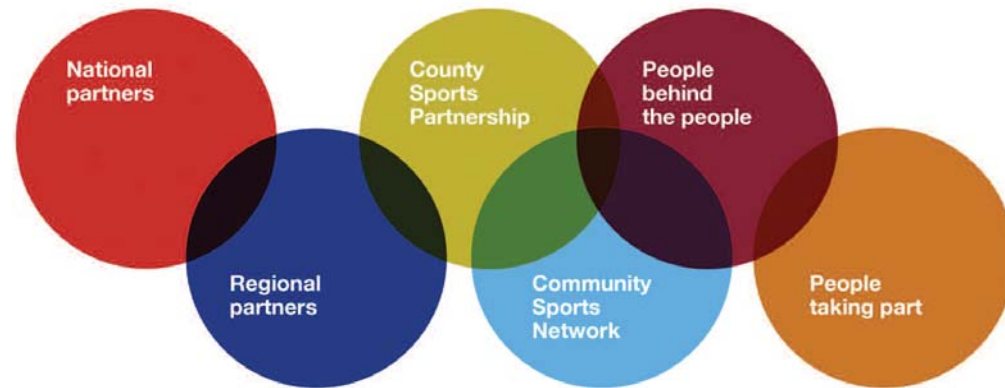 National
partners
County
Sports
Partnership
People
behind
the people
Regional
partners
Community
Sports
Network
People
taking part